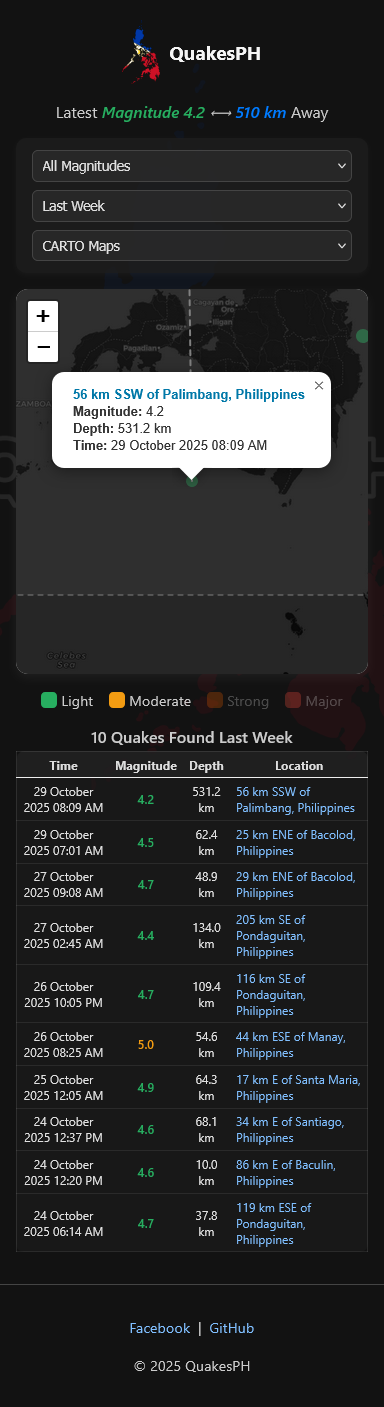 QuakesPH
Latest Magnitude 4.2 ⟷ 510 km Away
All Magnitudes
Last Week
CARTO Maps
+
−
Cagayan de
Oro
Ozamiz
Iligan
Pagadian
ZAMBOA
×
56 km SSW of Palimbang, Philippines
Magnitude: 4.2
Depth: 531.2 km
Time: 29 October 2025 08:09 AM
Celebes
Sea
Light Moderate Strong Major
10 Quakes Found Last Week
Time Magnitude Depth Location
29 October
2025 08:09 AM
4.2
531.2
km
56 km SSW of
Palimbang, Philippines
29 October
2025 07:01 AM
4.5
62.4
km
25 km ENE of Bacolod,
Philippines
27 October
2025 09:08 AM
4.7
48.9
km
29 km ENE of Bacolod,
Philippines
27 October
2025 02:45 AM
4.4
134.0
km
205 km SE of
Pondaguitan,
Philippines
26 October
2025 10:05 PM
4.7
109.4
km
116 km SE of
Pondaguitan,
Philippines
26 October
2025 08:25 AM
5.0
54.6
km
44 km ESE of Manay,
Philippines
25 October
2025 12:05 AM
4.9
64.3
km
17 km E of Santa Maria,
Philippines
24 October
2025 12:37 PM
4.6
68.1
km
34 km E of Santiago,
Philippines
24 October
2025 12:20 PM
4.6
10.0
km
86 km E of Baculin,
Philippines
24 October
2025 06:14 AM
4.7
37.8
km
119 km ESE of
Pondaguitan,
Philippines
Facebook | GitHub
© 2025 QuakesPH